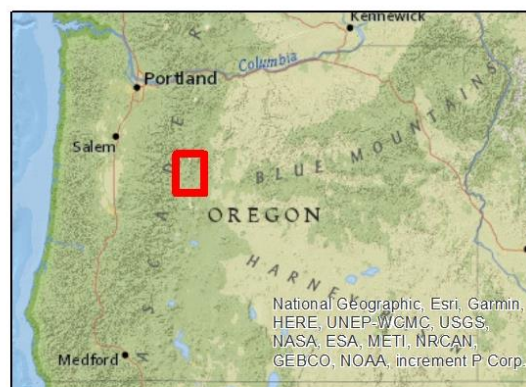 Kennewick
Columbia
Portland
Salem
CASCADE R
BLUE MOUNTAINS
OREGON
HARNEY
Medford
National Geographic, Esri, Garmin,
HERE, UNEP-WCMC, USGS,
NASA, ESA, METI, NRCAN,
GEBCO, NOAA, increment P Corp.